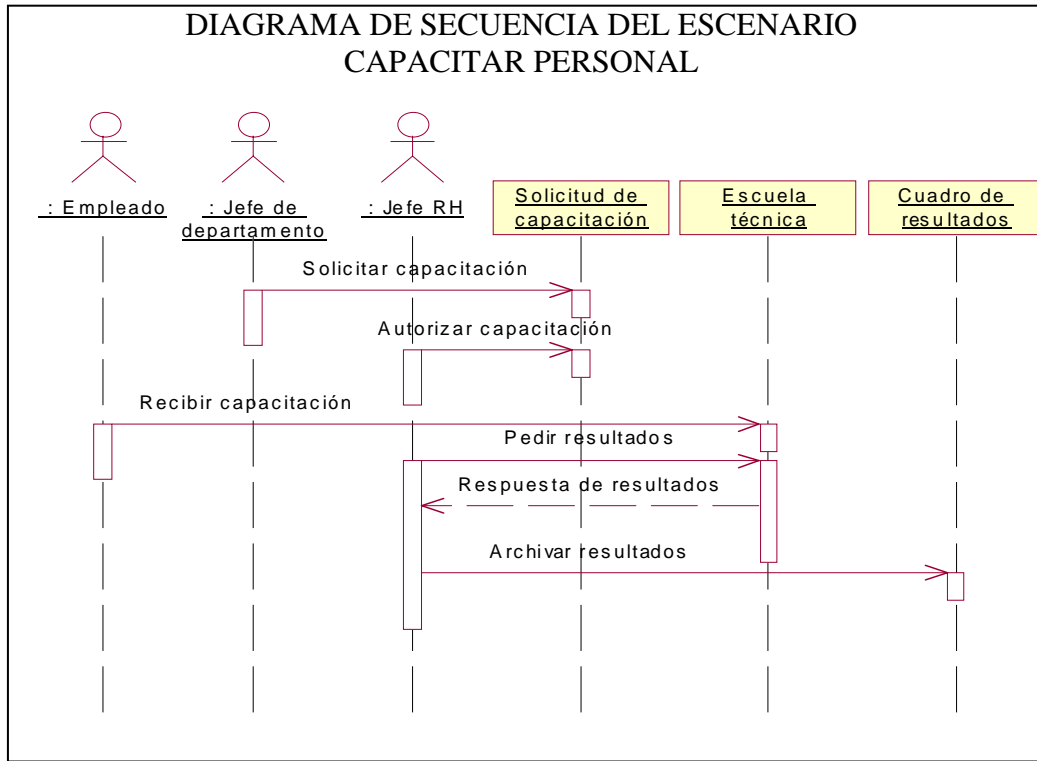 DIAGRAMA DE SECUENCIA DEL ESCENARIO
CAPACITAR PERSONAL
: Empleado
: Jefe de
departamento
: Jefe RH
Solicitud de
capacitación
Escuela
técnica
Cuadro de
resultados
Solicitar capacitación
Autorizar capacitación
Recibir capacitación
Pedir resultados
Respuesta de resultados
Archivar resultados